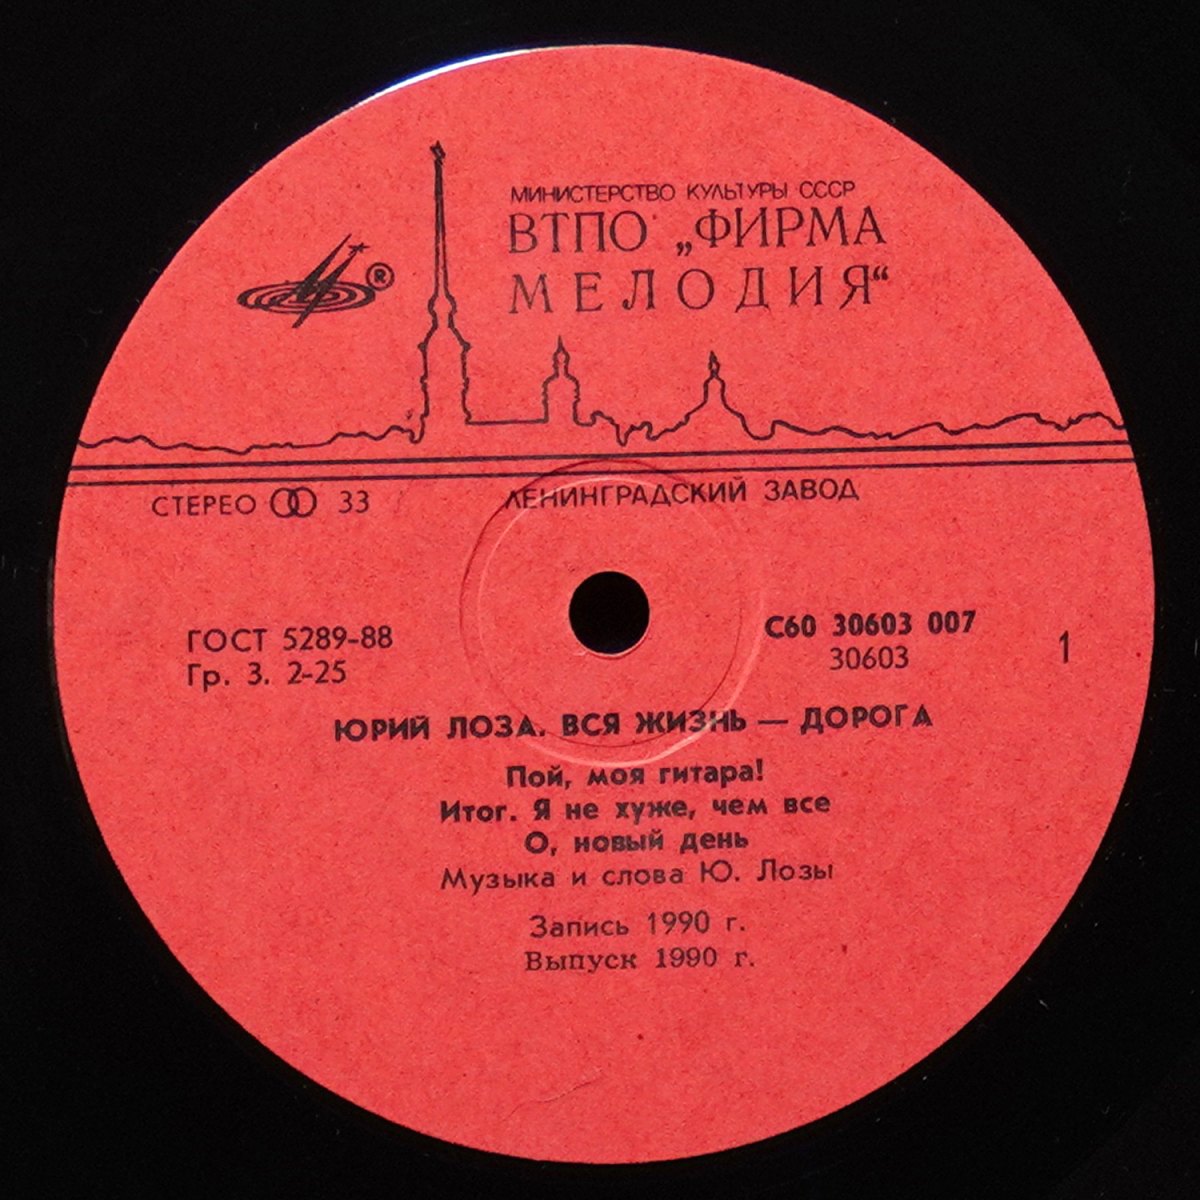 МИНИСТЕРСТВО КУЛЬТУРЫ СССР
ВТПО „ФИРМА
МЕЛОДИЯ“
®
СТЕРЕО 33
ЛЕНИНГРАДСКИЙ ЗАВОД
ГОСТ 5289-88
Гр. 3. 2-25
С60 30603 007
30603
1
ЮРИЙ ЛОЗА. ВСЯ ЖИЗНЬ — ДОРОГА
Пой, моя гитара!
Итог. Я не хуже, чем все
О, новый день
Музыка и слова Ю. Лозы
Запись 1990 г.
Выпуск 1990 г.